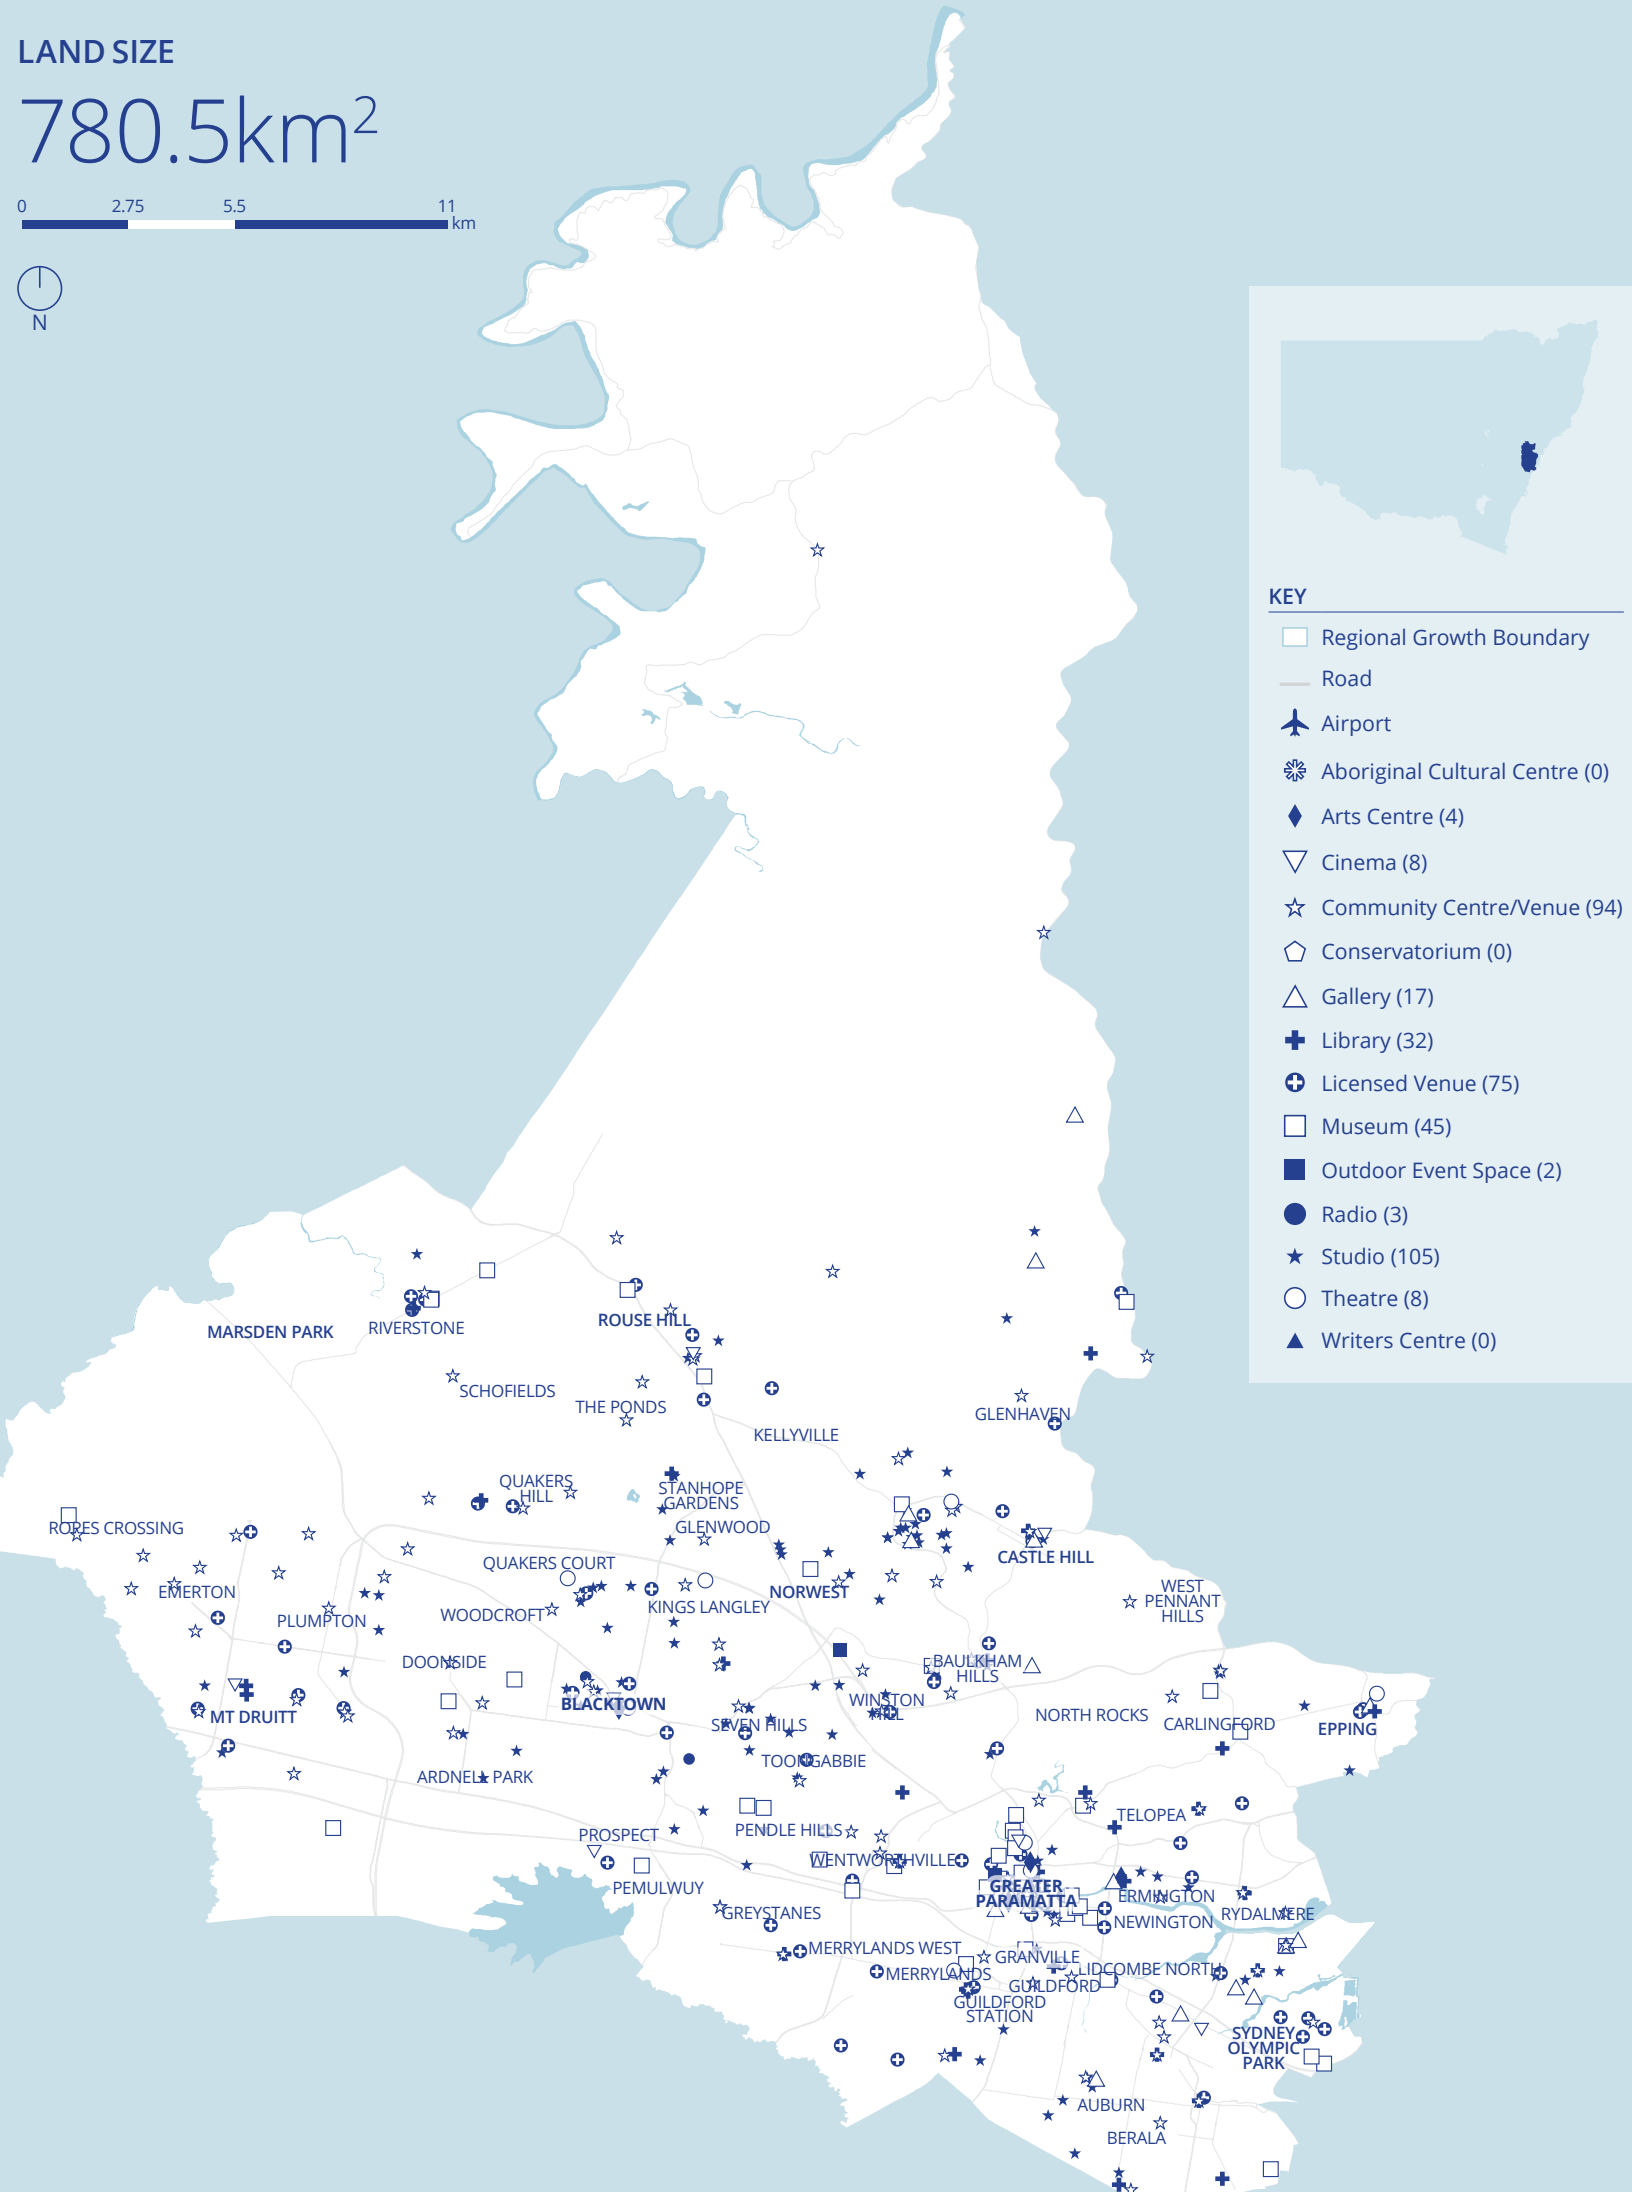 LAND SIZE
780.5km²
0 2.75 5.5 11
km
N
KEY
Regional Growth Boundary
Road
Airport
Aboriginal Cultural Centre (0)
Arts Centre (4)
Cinema (8)
Community Centre/Venue (94)
Conservatorium (0)
Gallery (17)
Library (32)
Licensed Venue (75)
Museum (45)
Outdoor Event Space (2)
Radio (3)
Studio (105)
Theatre (8)
Writers Centre (0)
MARSDEN PARK
RIVERSTONE
ROUSE HILL
SCHOFIELDS
THE PONDS
GLENHAVEN
KELLYVILLE
QUAKERS
HILL
STANHOPE
GARDENS
ROPES CROSSING
GLENWOOD
CASTLE HILL
QUAKERS COURT
EMERTON
NORWEST
WEST
PENNANT
HILLS
PLUMPTON
WOODCROFT
KINGS LANGLEY
DOONSIDE
BAULKHAM
HILLS
BLACKTOWN
WINSTON
HILL
MT DRUITT
SEVEN HILLS
NORTH ROCKS
CARLINGFORD
EPPING
TOONGABBIE
ARDNELL PARK
TELOPEA
PROSPECT
PENDLE HILLS
WENTWORTHVILLE
PEMULWUY
GREATER
PARAMATTA
ERMINGTON
GREYSTANES
NEWINGTON
RYDALMERE
MERRYLANDS WEST
GRANVILLE
MERRYLANDS
LIDCOMBE NORTH
GUILDFORD
GUILDFORD
STATION
SYDNEY
OLYMPIC
PARK
AUBURN
BERALA